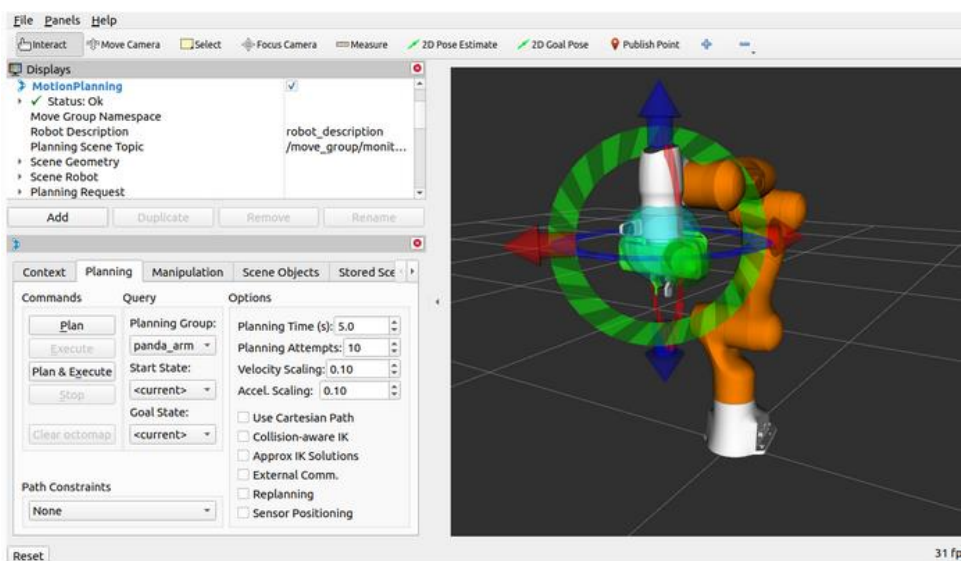 File Panels Help
Interact Move Camera Select Focus Camera Measure 2D Pose Estimate 2D Goal Pose Publish Point
Displays
MotionPlanning
Status: Ok
Move Group Namespace
Robot Description robot_description
Planning Scene Topic /move_group/monit...
Scene Geometry
Scene Robot
Planning Request
Add Duplicate Remove Rename
Context Planning Manipulation Scene Objects Stored Sce
Commands Query Options
Plan Planning Group: Planning Time (s): 5.0
Execute panda_arm Planning Attempts: 10
Plan & Execute Start State: Velocity Scaling: 0.10
Stop <current> Accel. Scaling: 0.10
Goal State: Use Cartesian Path
Clear octomap <current> Collision-aware IK
Approx IK Solutions
External Comm.
Path Constraints Replanning
None Sensor Positioning
Reset 31 fp